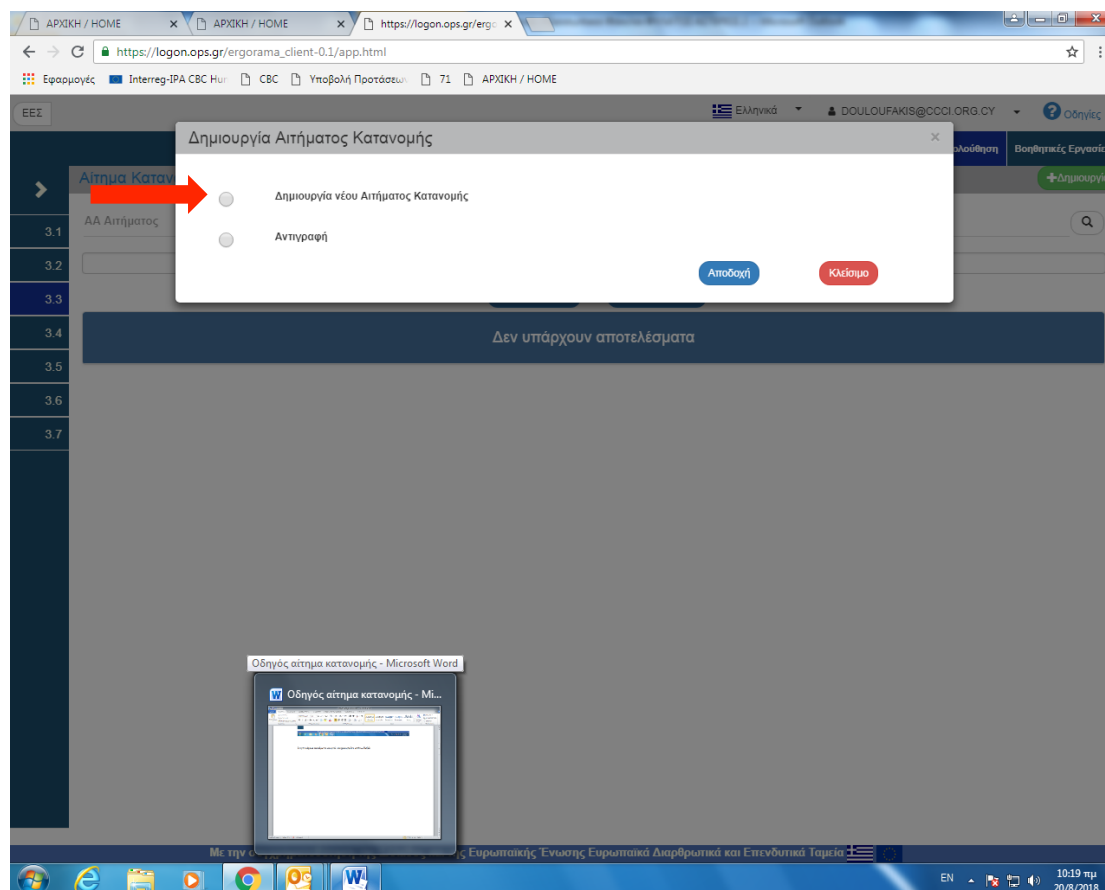 ΑΡΧΙΚΗ / HOME
ΑΡΧΙΚΗ / HOME
https://logon.ops.gr/ergo
https://logon.ops.gr/ergorama_client-0.1/app.html
Εφαρμογές Interreg-IPA CBC Hun CBC Υποβολή Προτάσεων 71 ΑΡΧΙΚΗ / HOME
ΕΕΣ Ελληνικά DOULOUFAKIS@CCCI.ORG.CY Οδηγίες
Δημιουργία Αιτήματος Κατανομής ×
Βοηθητικές Εργασίε
Αίτημα Κατανο
Δημιουργί
Δημιουργία νέου Αιτήματος Κατανομής
ΑΑ Αιτήματος
3.1
Αντιγραφή
3.2
Αποδοχή Κλείσιμο
3.3
3.4 Δεν υπάρχουν αποτελέσματα
3.5
3.6
3.7
Οδηγός αίτημα κατανομής - Microsoft Word
Οδηγός αίτημα κατανομής - Mi...
Με την
Ευρωπαϊκής Ένωσης Ευρωπαϊκά Διαρθρωτικά και Επενδυτικά Ταμεία
EN 10:19 πμ
20/8/2018